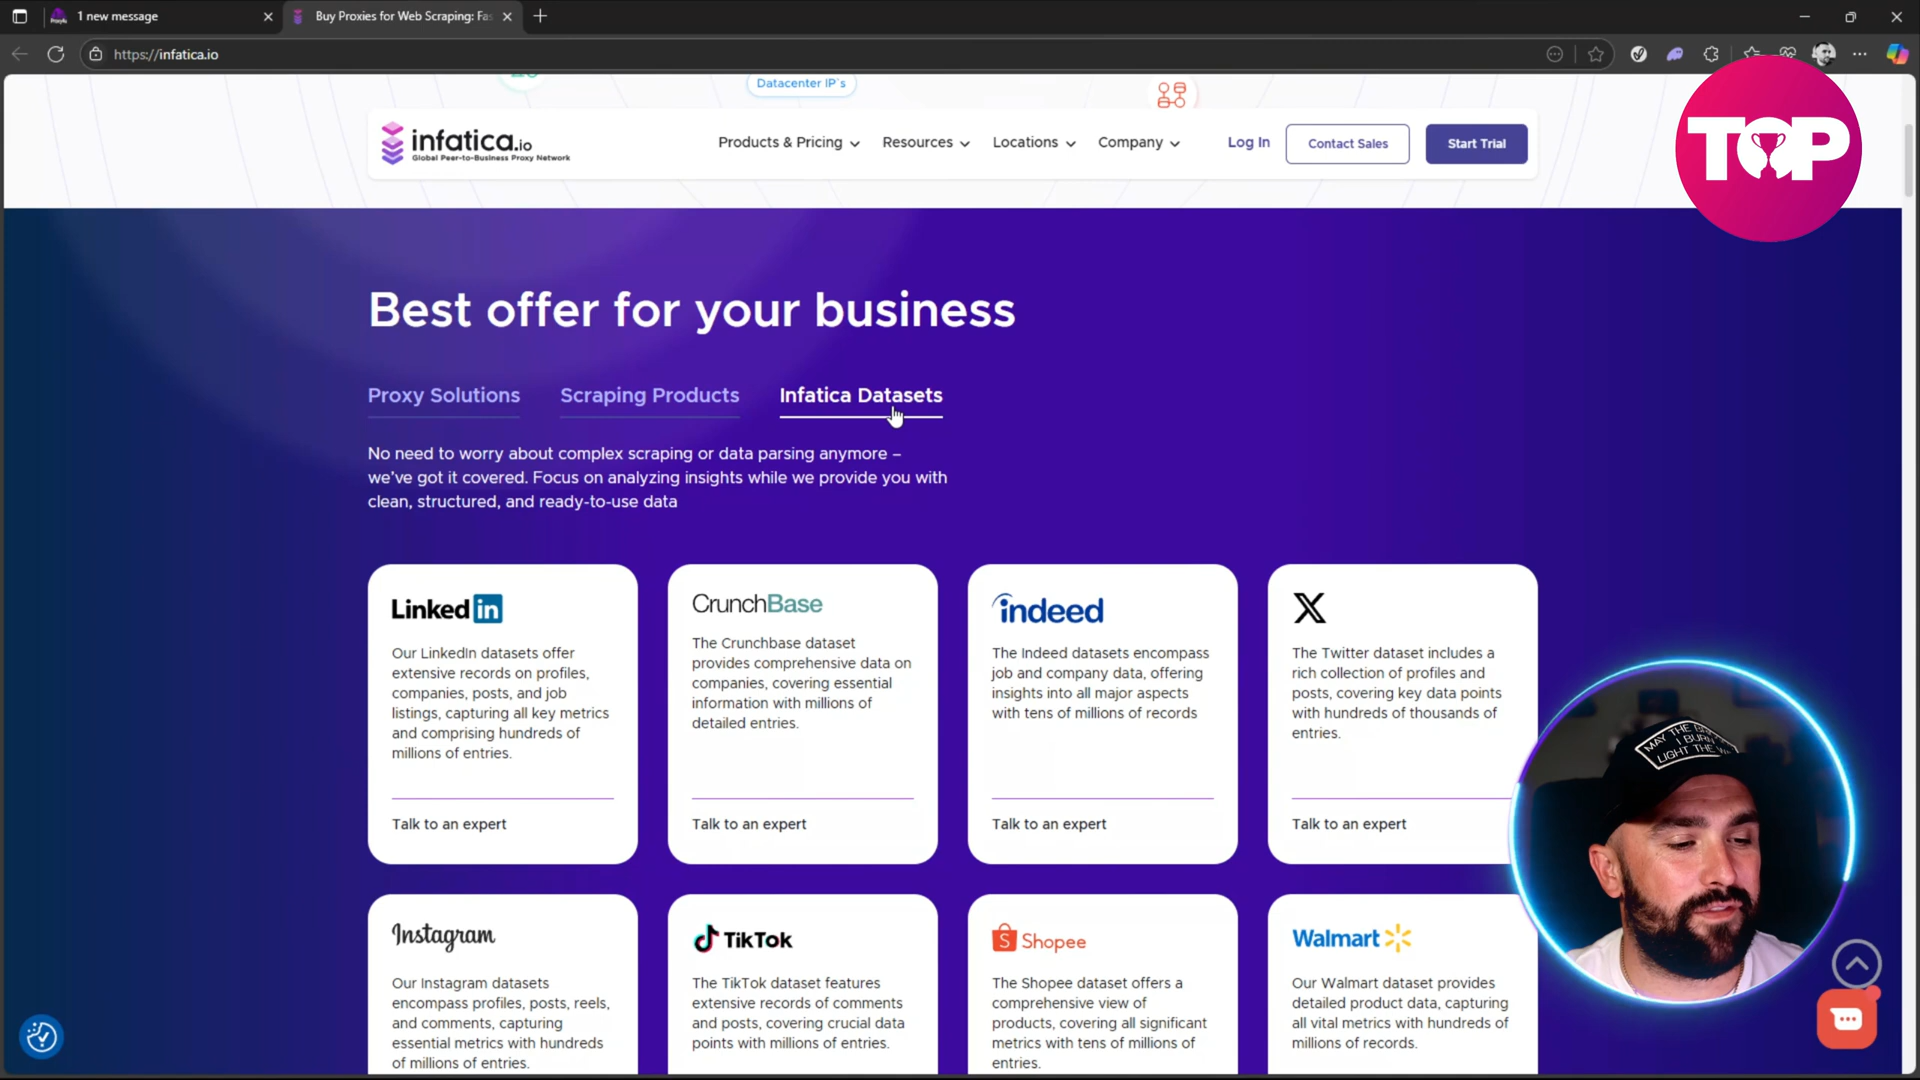 1 new message
Buy Proxies for Web Scraping: Fas
https://infatica.io
Datacenter IP's
infatica.io
Global Peer-to-Business Proxy Network
Products & Pricing
Resources
Locations
Company
Log In
Contact Sales
Start Trial
TOP
Best offer for your business
Proxy Solutions
Scraping Products
Infatica Datasets
No need to worry about complex scraping or data parsing anymore –
we've got it covered. Focus on analyzing insights while we provide you with
clean, structured, and ready-to-use data
Linked in
Our LinkedIn datasets offer
extensive records on profiles,
companies, posts, and job
listings, capturing all key metrics
and comprising hundreds of
millions of entries.
Talk to an expert
CrunchBase
The Crunchbase dataset
provides comprehensive data on
companies, covering essential
information with millions of
detailed entries.
Talk to an expert
indeed
The Indeed datasets encompass
job and company data, offering
insights into all major aspects
with tens of millions of records
Talk to an expert
X
The Twitter dataset includes a
rich collection of profiles and
posts, covering key data points
with hundreds of thousands of
entries.
Talk to an expert
Instagram
Our Instagram datasets
encompass profiles, posts, reels,
and comments, capturing
essential metrics with hundreds
of millions of entries.
TikTok
The TikTok dataset features
extensive records of comments
and posts, covering crucial data
points with millions of entries.
Shopee
The Shopee dataset offers a
comprehensive view of
products, covering all significant
metrics with tens of millions of
entries.
Walmart
Our Walmart dataset provides
detailed product data, capturing
all vital metrics with hundreds of
millions of records.
MAY THE
I BURN
LIGHT THE